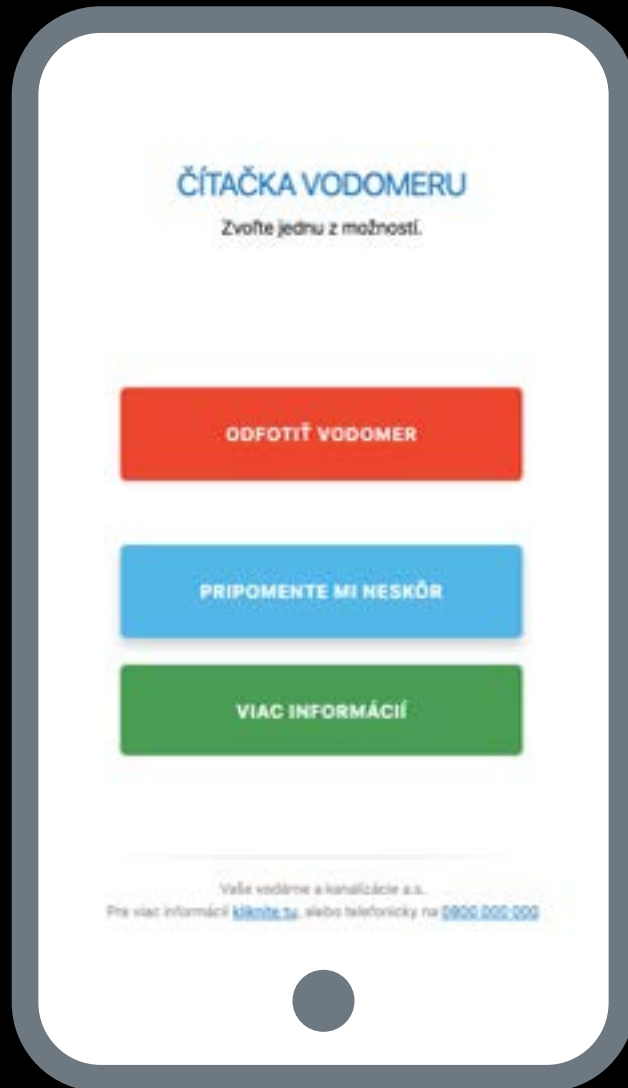 ČÍTAČKA VODOMERU
Zvoľte jednu z možností.
ODFOTIŤ VODOMER
PRIPOMENTE MI NESKÔR
VIAC INFORMÁCIÍ
Vaše vodárne a kanalizácie a.s.
Pre viac informácií kliknite tu, alebo telefonicky na 0800 000 000